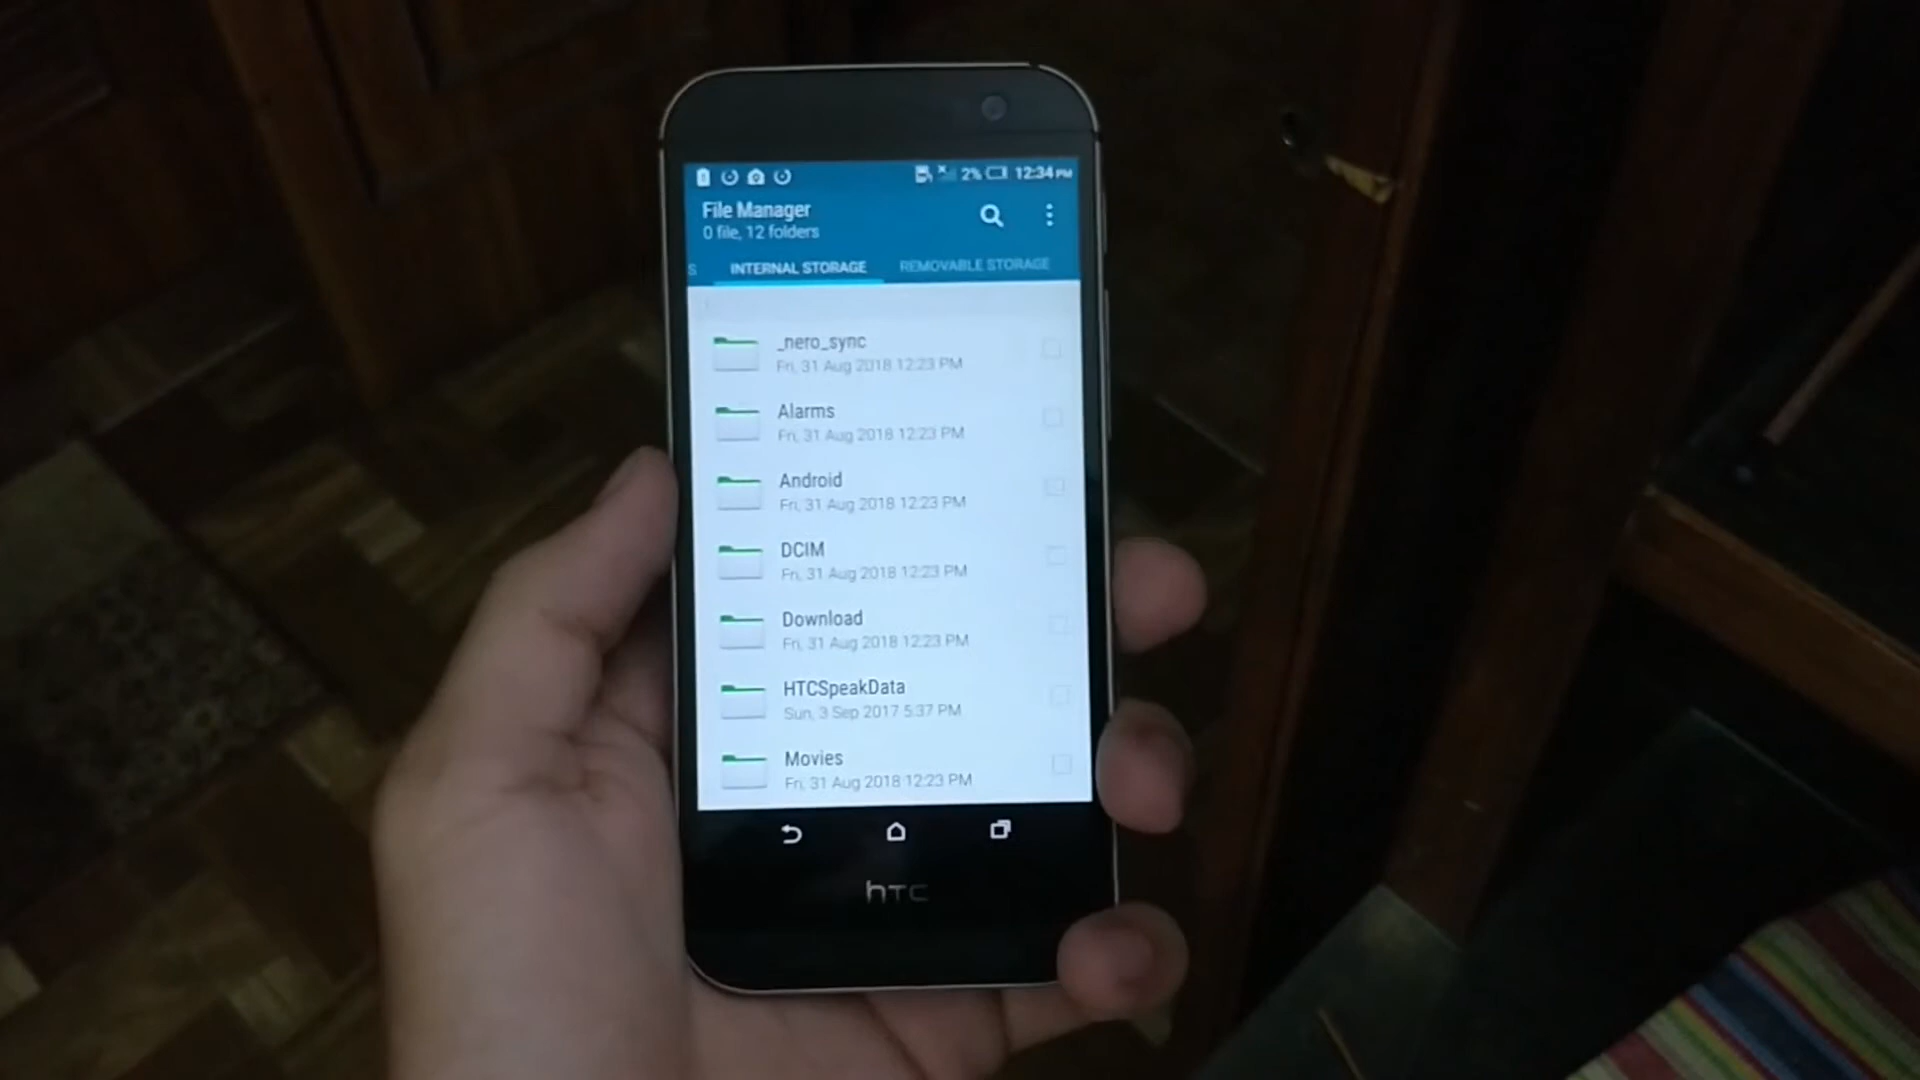 2% 12:34 PM
File Manager
0 file, 12 folders
S INTERNAL STORAGE REMOVABLE STORAGE
_nero_sync
Fri, 31 Aug 2018 12:23 PM
Alarms
Fri, 31 Aug 2018 12:23 PM
Android
Fri, 31 Aug 2018 12:23 PM
DCIM
Fri, 31 Aug 2018 12:23 PM
Download
Fri, 31 Aug 2018 12:23 PM
HTCSpeakData
Sun, 3 Sep 2017 5:37 PM
Movies
Fri, 31 Aug 2018 12:23 PM
hTC